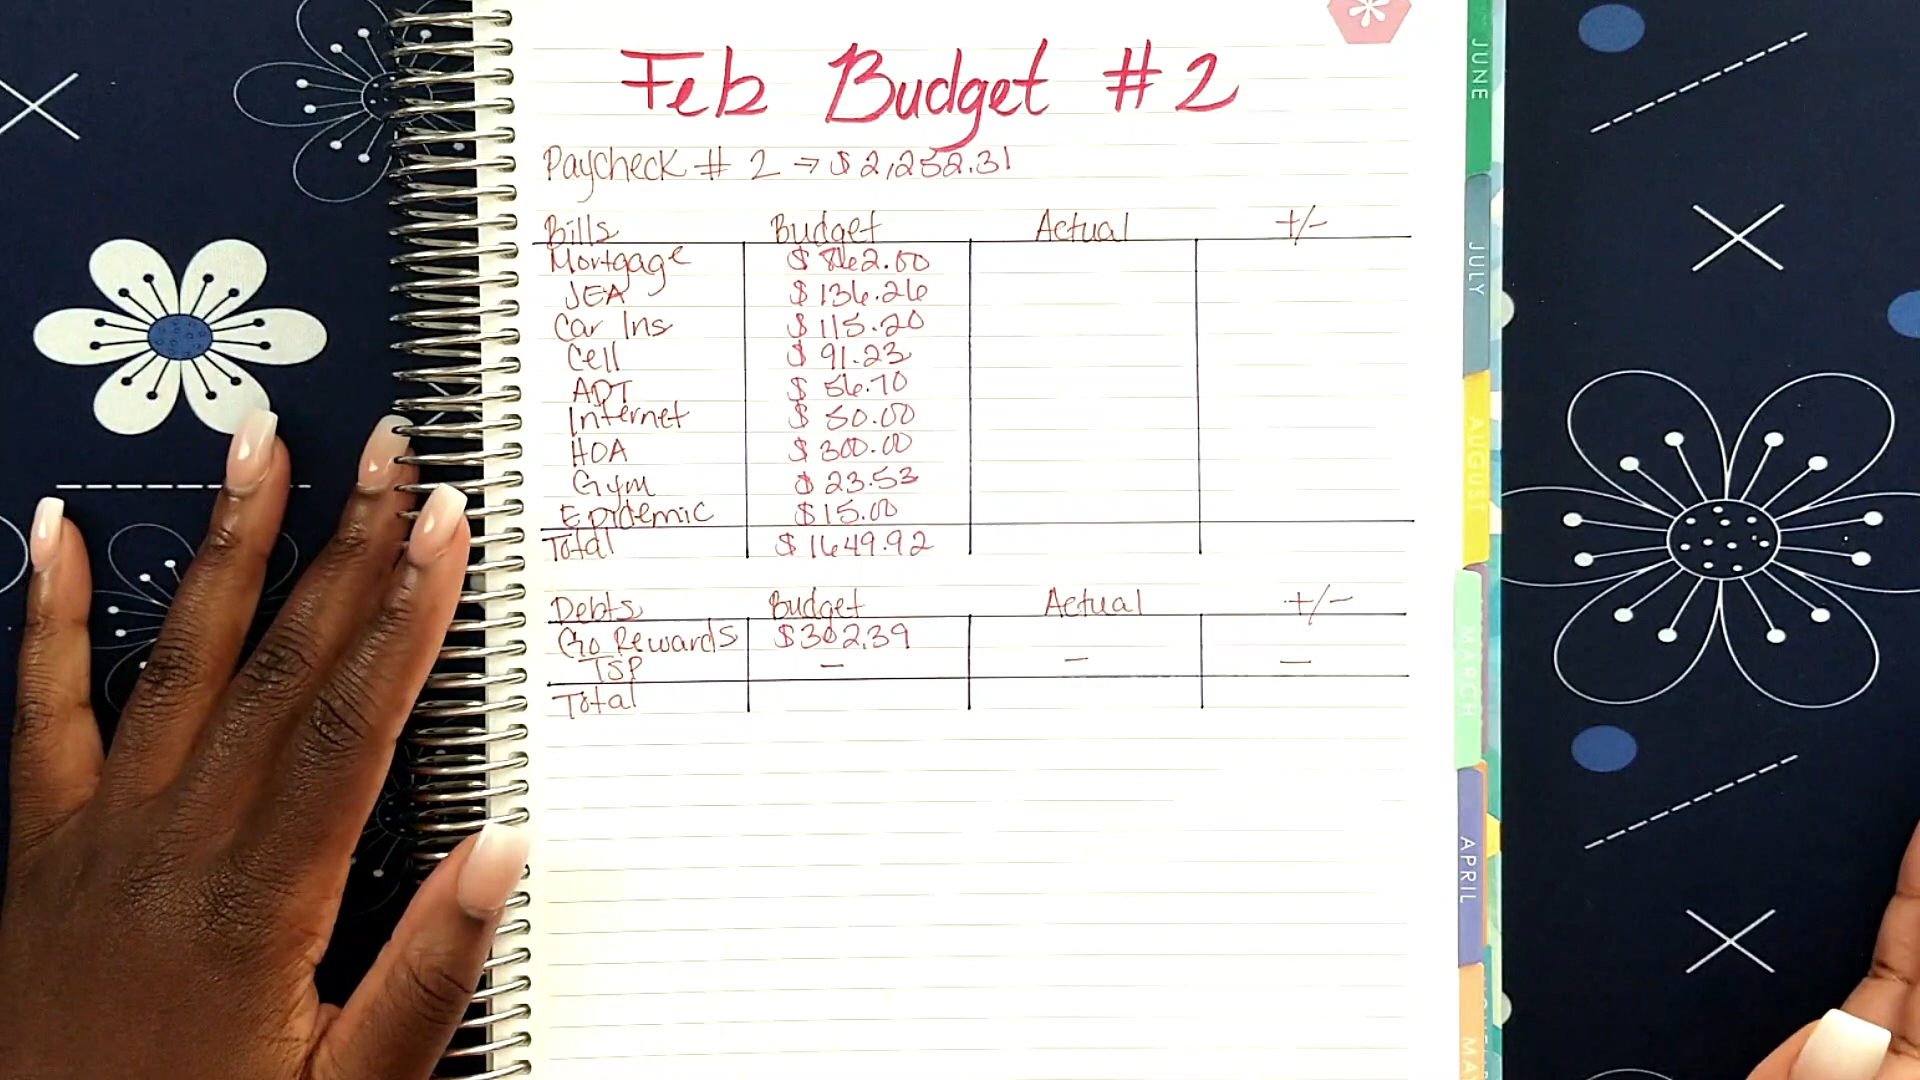 Feb Budget #2
Paycheck # 2 → $2,252.31
Bills Budget Actual +/-
Mortgage $862.00
JEA $136.26
Car Ins $115.20
Cell $91.23
ADT $56.70
Internet $50.00
HOA $300.00
Gym $23.53
Epidemic $15.00
Total $1649.92
Debts Budget Actual +/-
Go Rewards $302.39
TSP — — —
Total
JUNE
JULY
AUGUST
MARCH
APRIL
MAY